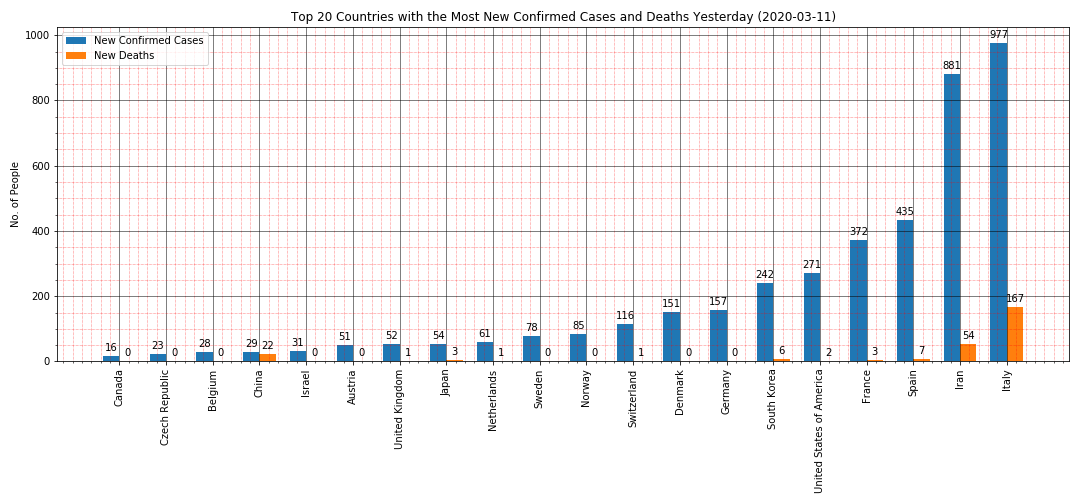 Top 20 Countries with the Most New Confirmed Cases and Deaths Yesterday (2020-03-11)
New Confirmed Cases
New Deaths
No. of People
1000
800
600
400
200
0
16 0
23 0
28 0
29 22
31 0
51 0
52 1
54 3
61 1
78 0
85 0
116 1
151 0
157 0
242 6
271 2
372 3
435 7
881 54
977 167
Canada
Czech Republic
Belgium
China
Israel
Austria
United Kingdom
Japan
Netherlands
Sweden
Norway
Switzerland
Denmark
Germany
South Korea
United States of America
France
Spain
Iran
Italy